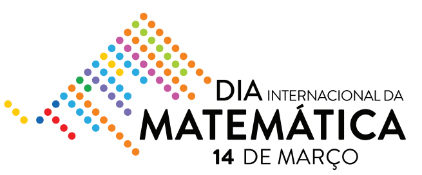 DIA INTERNACIONAL DA
MATEMÁTICA
14 DE MARÇO